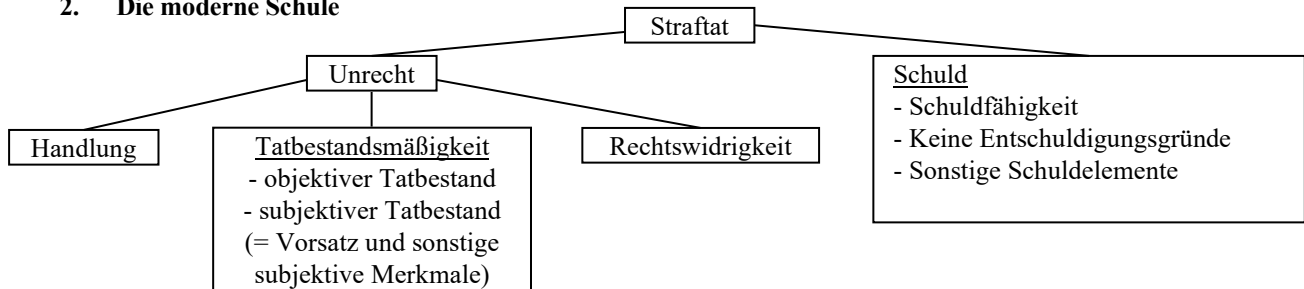 2. Die moderne Schule
Straftat
Unrecht
Schuld
- Schuldfähigkeit
- Keine Entschuldigungsgründe
- Sonstige Schuldelemente
Handlung
Tatbestandsmäßigkeit
- objektiver Tatbestand
- subjektiver Tatbestand
(= Vorsatz und sonstige
subjektive Merkmale)
Rechtswidrigkeit